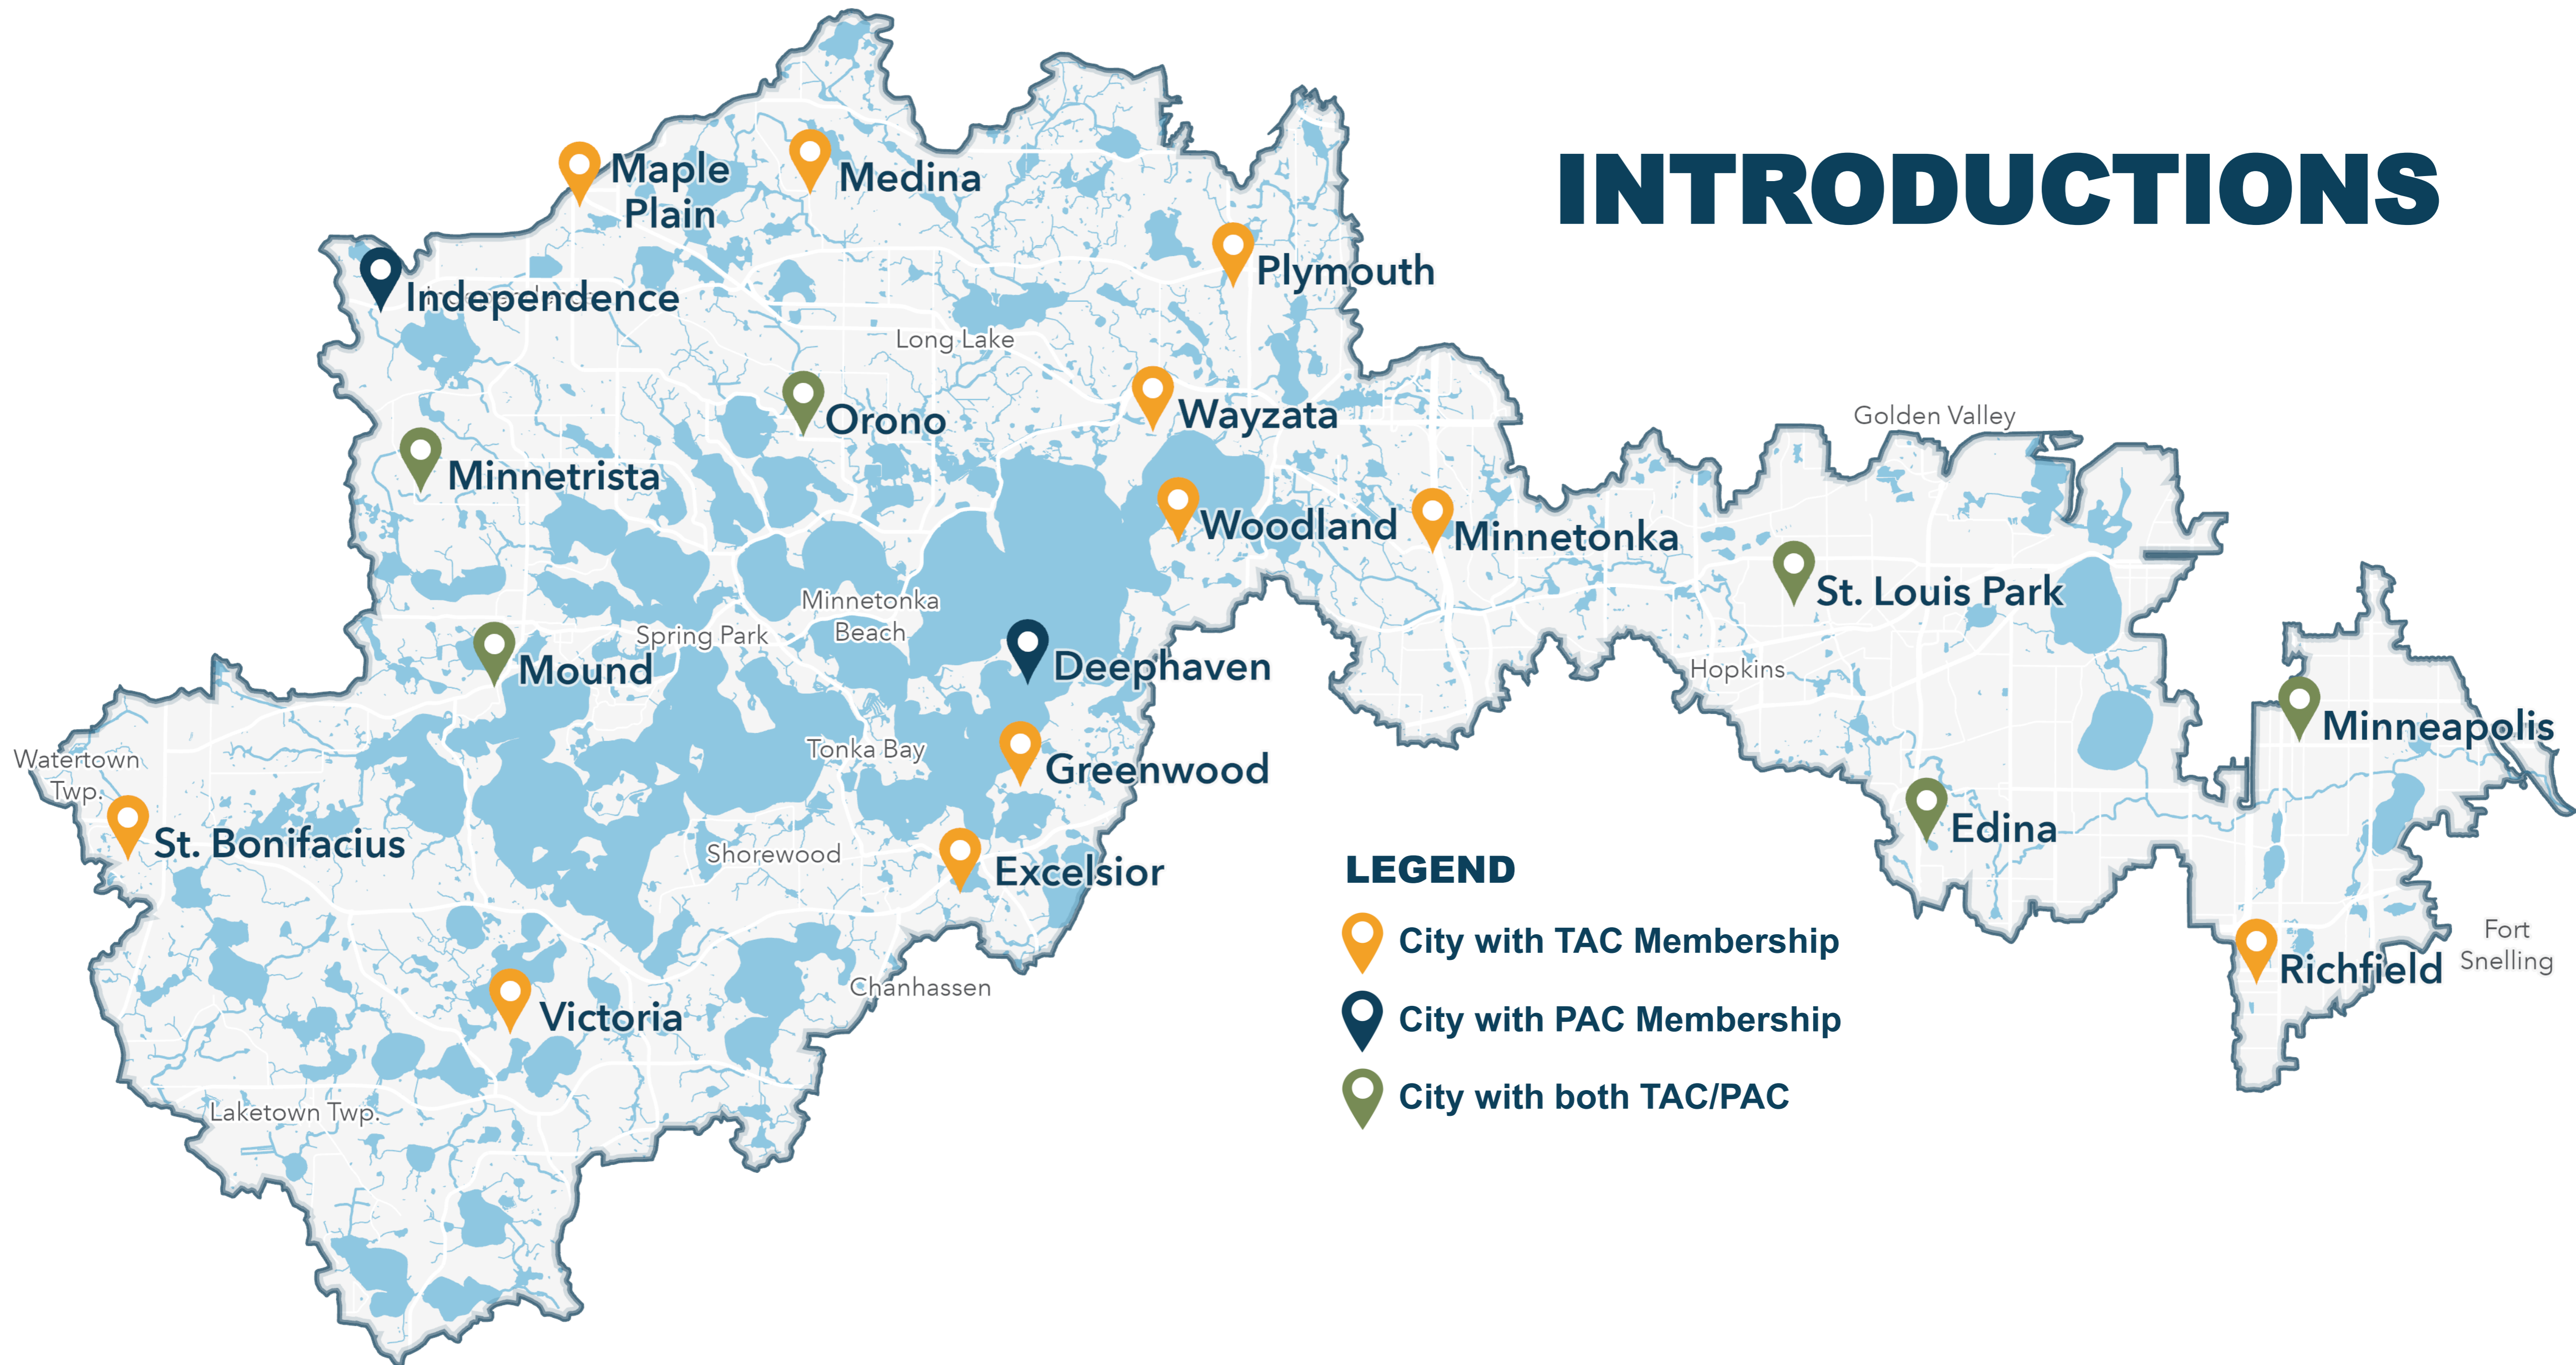 INTRODUCTIONS
Maple
Plain
Medina
Plymouth
Independence
Long Lake
Orono
Wayzata
Golden Valley
Minnetrista
Woodland
Minnetonka
St. Louis Park
Minnetonka
Beach
Spring Park
Mound
Deephaven
Hopkins
Minneapolis
Watertown
Twp.
Tonka Bay
Greenwood
St. Bonifacius
Shorewood
Excelsior
Edina
Chanhassen
Victoria
Richfield
Fort
Snelling
Laketown Twp.
LEGEND
City with TAC Membership
City with PAC Membership
City with both TAC/PAC